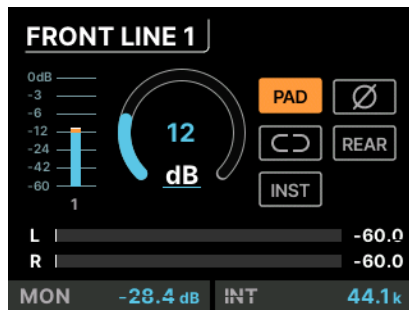 FRONT LINE 1
0dB
-3
-6
-12
-24
-42
-60
1
12
dB
PAD
Ø
REAR
INST
L -60.0
R -60.0
MON -28.4 dB INT 44.1k